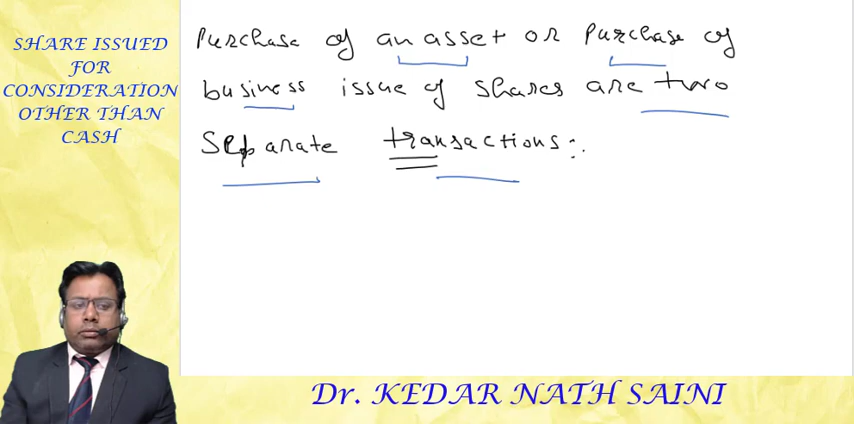 SHARE ISSUED
FOR
CONSIDERATION
OTHER THAN
CASH
Purchase of an asset or Purchase of
business issue of shares are two
Separate transactions:.
Dr. KEDAR NATH SAINI